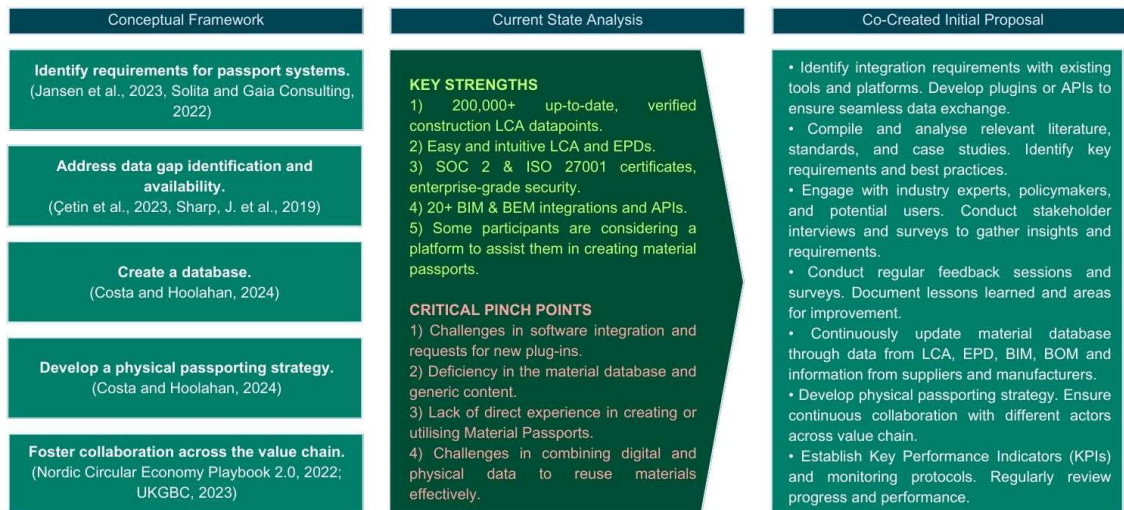 Conceptual Framework
Identify requirements for passport systems.
(Jansen et al., 2023, Solita and Gaia Consulting,
2022)
Address data gap identification and
availability.
(Çetin et al., 2023, Sharp, J. et al., 2019)
Create a database.
(Costa and Hoolahan, 2024)
Develop a physical passporting strategy.
(Costa and Hoolahan, 2024)
Foster collaboration across the value chain.
(Nordic Circular Economy Playbook 2.0, 2022;
UKGBC, 2023)
Current State Analysis
KEY STRENGTHS
1) 200,000+ up-to-date, verified
construction LCA datapoints.
2) Easy and intuitive LCA and EPDs.
3) SOC 2 & ISO 27001 certificates,
enterprise-grade security.
4) 20+ BIM & BEM integrations and APIs.
5) Some participants are considering a
platform to assist them in creating material
passports.
CRITICAL PINCH POINTS
1) Challenges in software integration and
requests for new plug-ins.
2) Deficiency in the material database and
generic content.
3) Lack of direct experience in creating or
utilising Material Passports.
4) Challenges in combining digital and
physical data to reuse materials
effectively.
Co-Created Initial Proposal
• Identify integration requirements with existing
tools and platforms. Develop plugins or APIs to
ensure seamless data exchange.
• Compile and analyse relevant literature,
standards, and case studies. Identify key
requirements and best practices.
• Engage with industry experts, policymakers,
and potential users. Conduct stakeholder
interviews and surveys to gather insights and
requirements.
• Conduct regular feedback sessions and
surveys. Document lessons learned and areas
for improvement.
• Continuously update material database
through data from LCA, EPD, BIM, BOM and
information from suppliers and manufacturers.
• Develop physical passporting strategy. Ensure
continuous collaboration with different actors
across value chain.
• Establish Key Performance Indicators (KPIs)
and monitoring protocols. Regularly review
progress and performance.